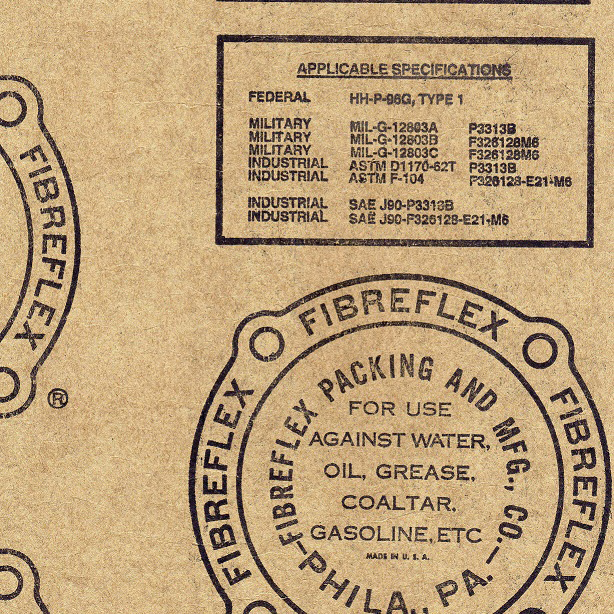 APPLICABLE SPECIFICATIONS
FEDERAL HH-P-96G, TYPE 1
MILITARY MIL-G-12803A P3313B
MILITARY MIL-G-12803B F326128M6
MILITARY MIL-G-12803C F326128M6
INDUSTRIAL ASTM D1170-62T P3313B
INDUSTRIAL ASTM F-104 F326128-E21-M6
INDUSTRIAL SAE J90-P3313B
INDUSTRIAL SAE J90-F326128-E21-M6
FIBREFLEX
®
FIBREFLEX
FIBREFLEX
FIBREFLEX
FIBREFLEX PACKING AND MFG., CO.
FOR USE
AGAINST WATER,
OIL, GREASE,
COALTAR.
GASOLINE, ETC
MADE IN U. S. A.
—PHILA., PA.—